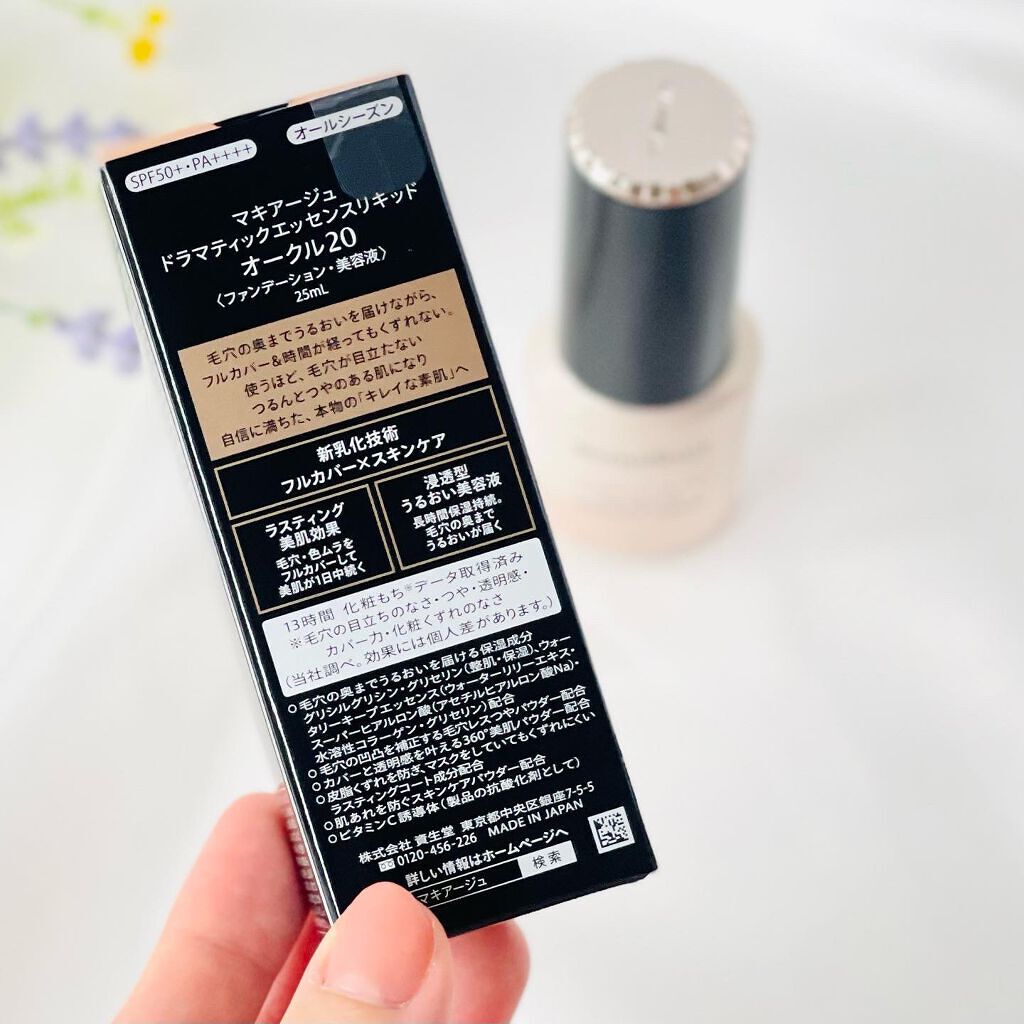 SPF50+・PA++++
オールシーズン
マキアージュ
ドラマティックエッセンスリキッド
オークル20
〈ファンデーション・美容液〉
25mL
毛穴の奥までうるおいを届けながら、
フルカバー&時間が経ってもくずれない。
使うほど、毛穴が目立たない
つるんとつやのある肌になり
自信に満ちた、本物の「キレイな素肌」へ
新乳化技術
フルカバー×スキンケア
ラスティング
美肌効果
毛穴・色ムラを
フルカバーして
美肌が1日中続く
浸透型
うるおい美容液
長時間保湿持続。
毛穴の奥まで
うるおいが届く
13時間 化粧もち※データ取得済み
※毛穴の目立ちのなさ・つや・透明感・
カバー力・化粧くずれのなさ
(当社調べ。効果には個人差があります。)
○毛穴の奥までうるおいを届ける保湿成分
グリシルグリシン・グリセリン(整肌・保湿)、ウォー
タリーキープエッセンス(ウォーターリリーエキス・
スーパーヒアルロン酸(アセチルヒアルロン酸Na)・
水溶性コラーゲン・グリセリン)配合
○毛穴の凹凸を補正する毛穴レスつやパウダー配合
○カバーと透明感を叶える360°美肌パウダー配合
○皮脂くずれを防ぎ、マスクをしていてもくずれにくい
ラスティングコート成分配合
○肌あれを防ぐスキンケアパウダー配合
○ビタミンC誘導体(製品の抗酸化剤として)
株式会社 資生堂 東京都中央区銀座7-5-5
0120-456-226 MADE IN JAPAN
詳しい情報はホームページへ
マキアージュ 検索